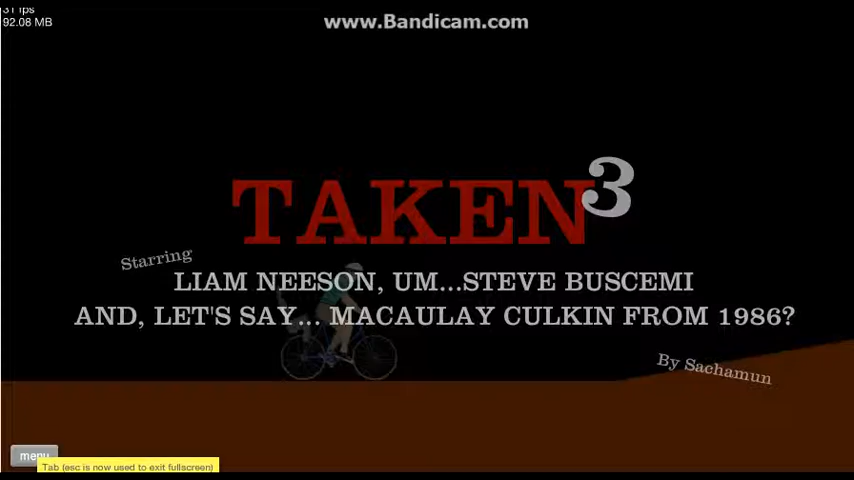 31 fps
92.08 MB
www.Bandicam.com
TAKEN3
Starring
LIAM NEESON, UM...STEVE BUSCEMI
AND, LET'S SAY... MACAULAY CULKIN FROM 1986?
By Sachamun
menu
Tab (esc is now used to exit fullscreen)